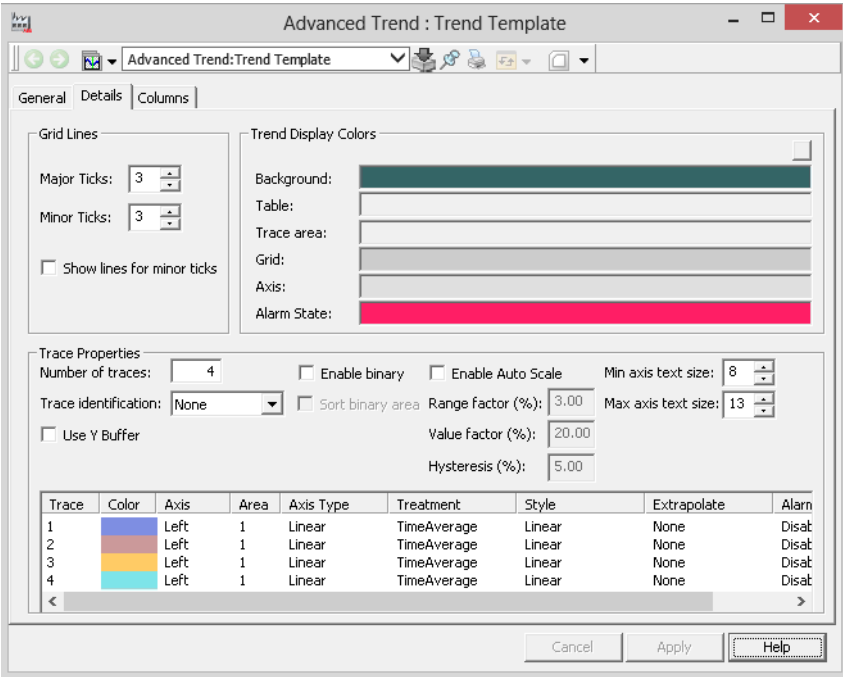 Advanced Trend : Trend Template
Advanced Trend:Trend Template
General Details Columns
Grid Lines
Major Ticks: 3
Minor Ticks: 3
Show lines for minor ticks
Trend Display Colors
Background:
Table:
Trace area:
Grid:
Axis:
Alarm State:
Trace Properties
Number of traces: 4 Enable binary Enable Auto Scale Min axis text size: 8
Trace identification: None Sort binary area Range factor (%): 3.00 Max axis text size: 13
Use Y Buffer Value factor (%): 20.00
Hysteresis (%): 5.00
Trace Color Axis Area Axis Type Treatment Style Extrapolate Alarn
1 Left 1 Linear TimeAverage Linear None Disab
2 Left 1 Linear TimeAverage Linear None Disab
3 Left 1 Linear TimeAverage Linear None Disab
4 Left 1 Linear TimeAverage Linear None Disab
Cancel Apply Help